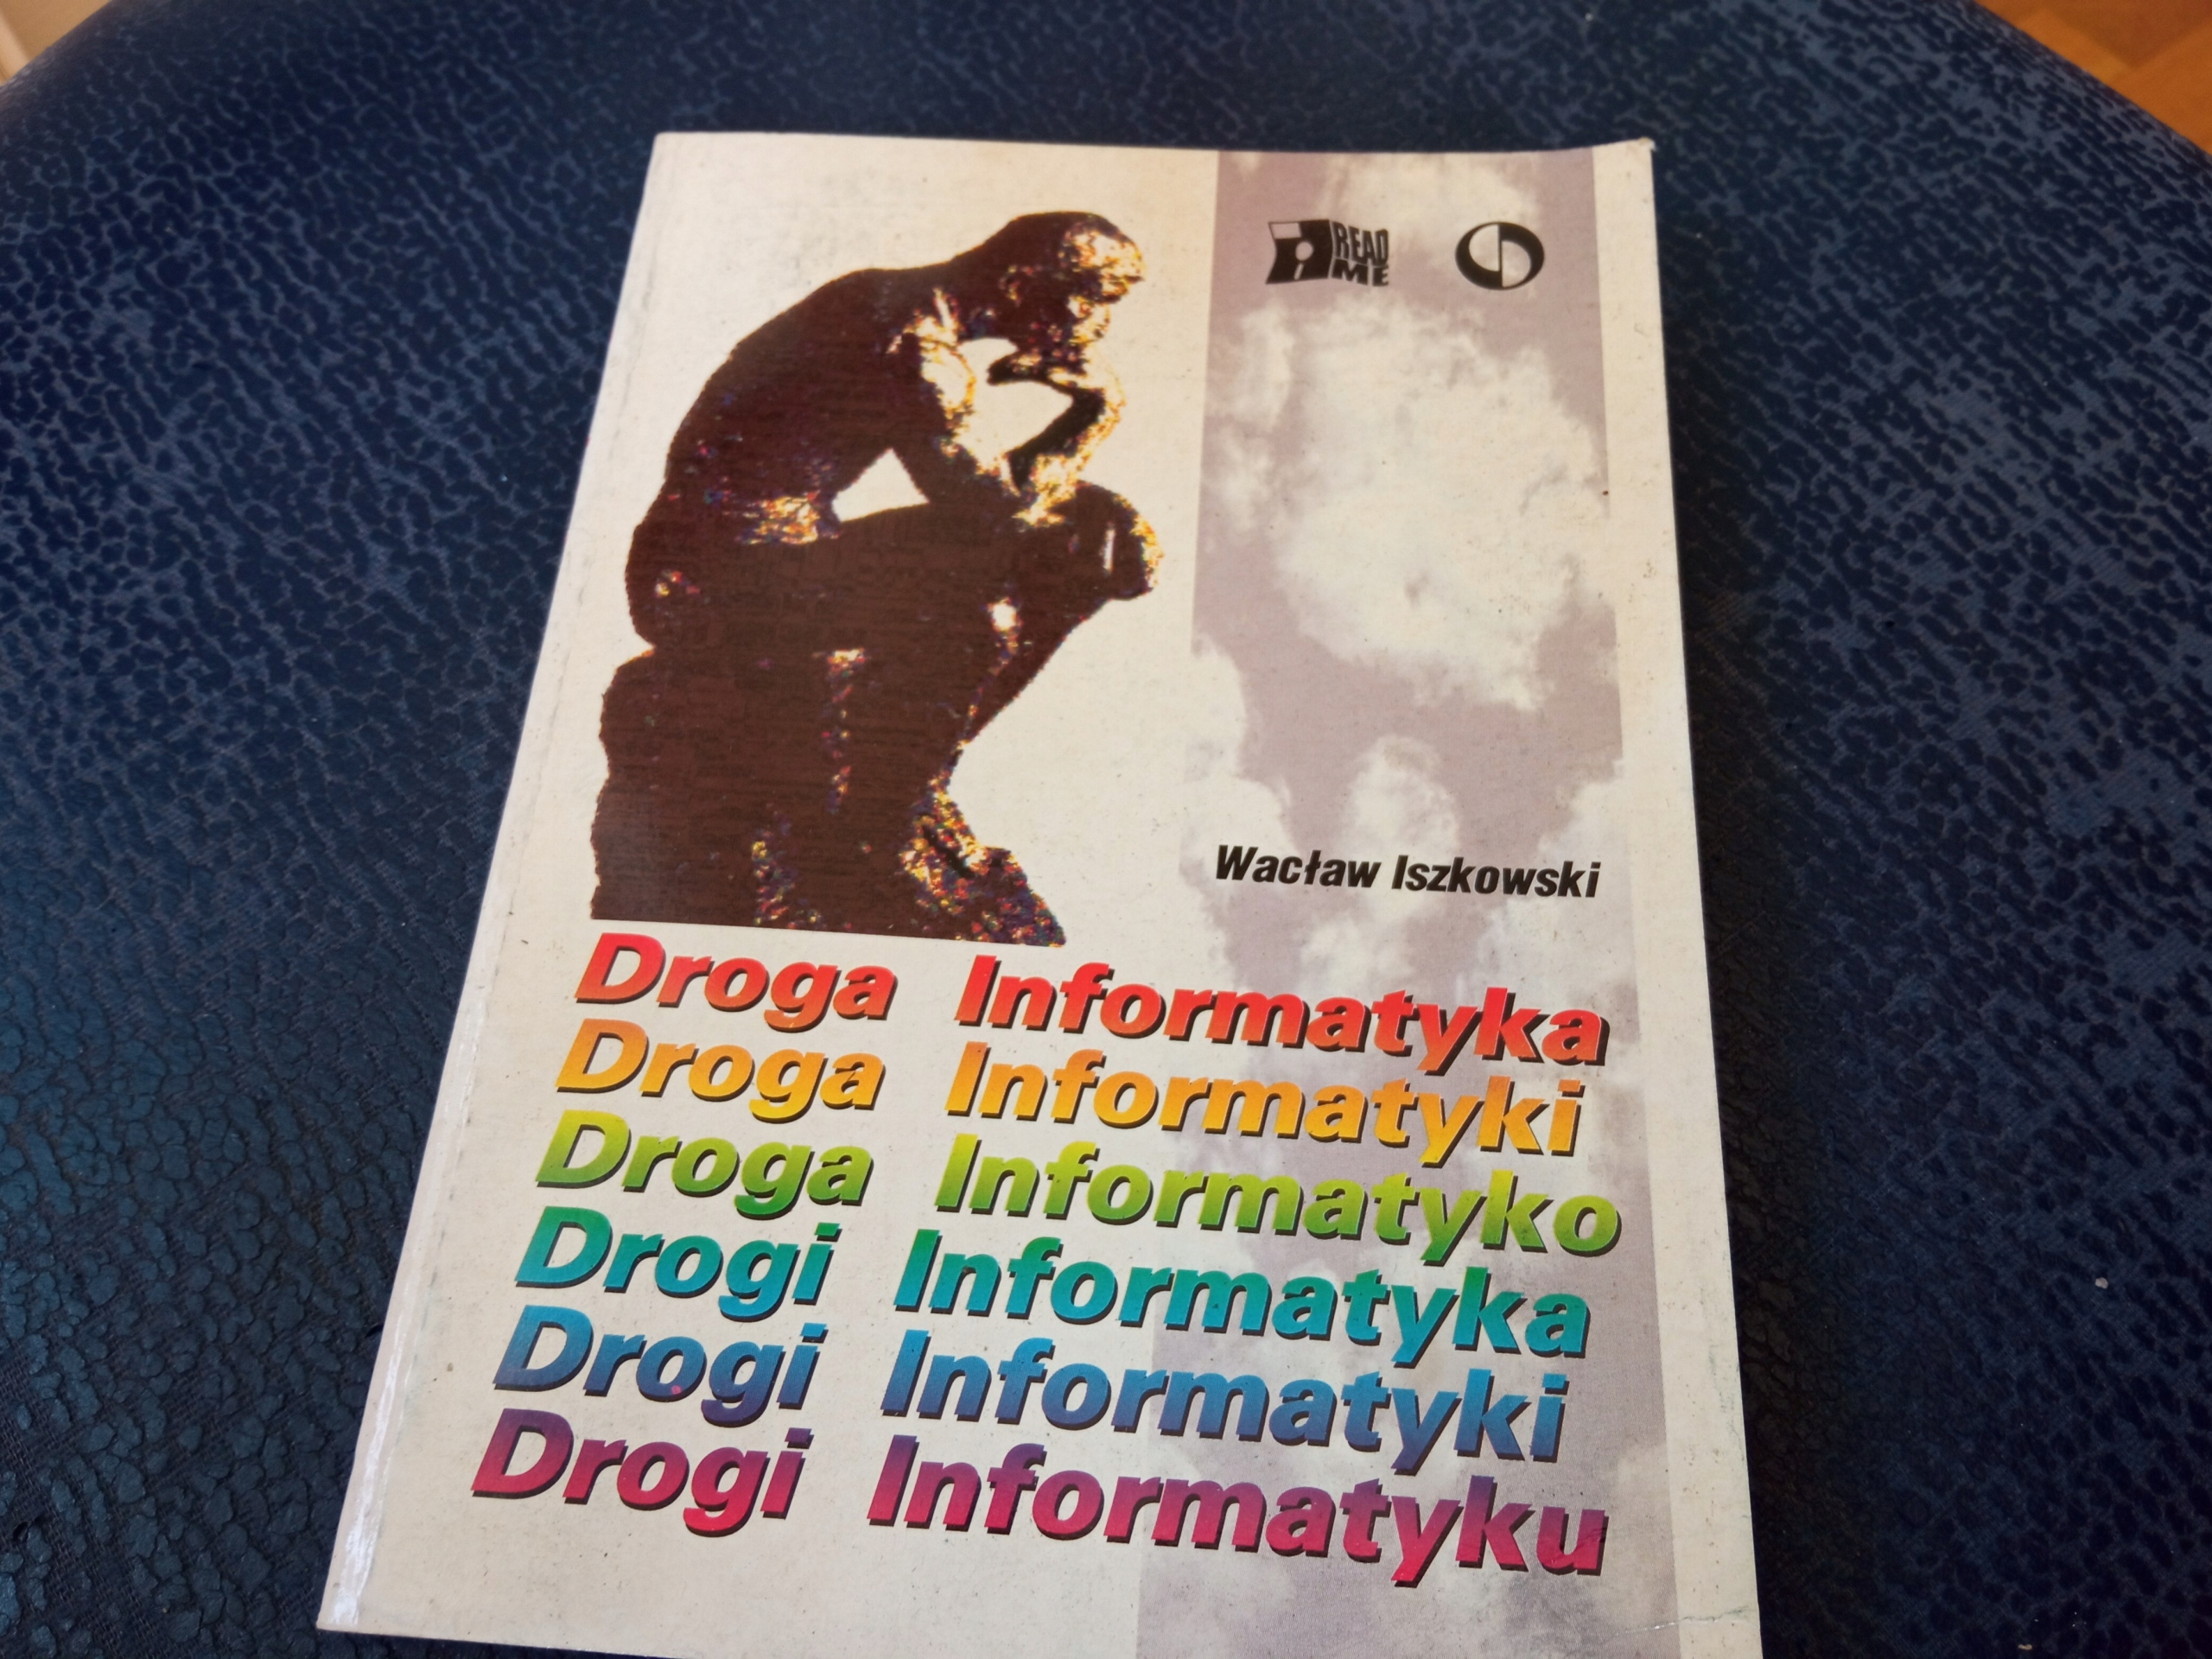 READ
ME
Wacław Iszkowski
Droga Informatyka
Droga Informatyki
Droga Informatyko
Drogi Informatyka
Drogi Informatyki
Drogi Informatyku